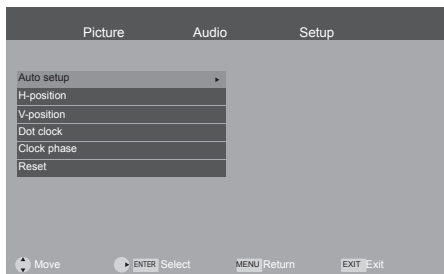 Picture Audio Setup
Auto setup
H-position
V-position
Dot clock
Clock phase
Reset
Move ENTER Select MENU Return EXIT Exit